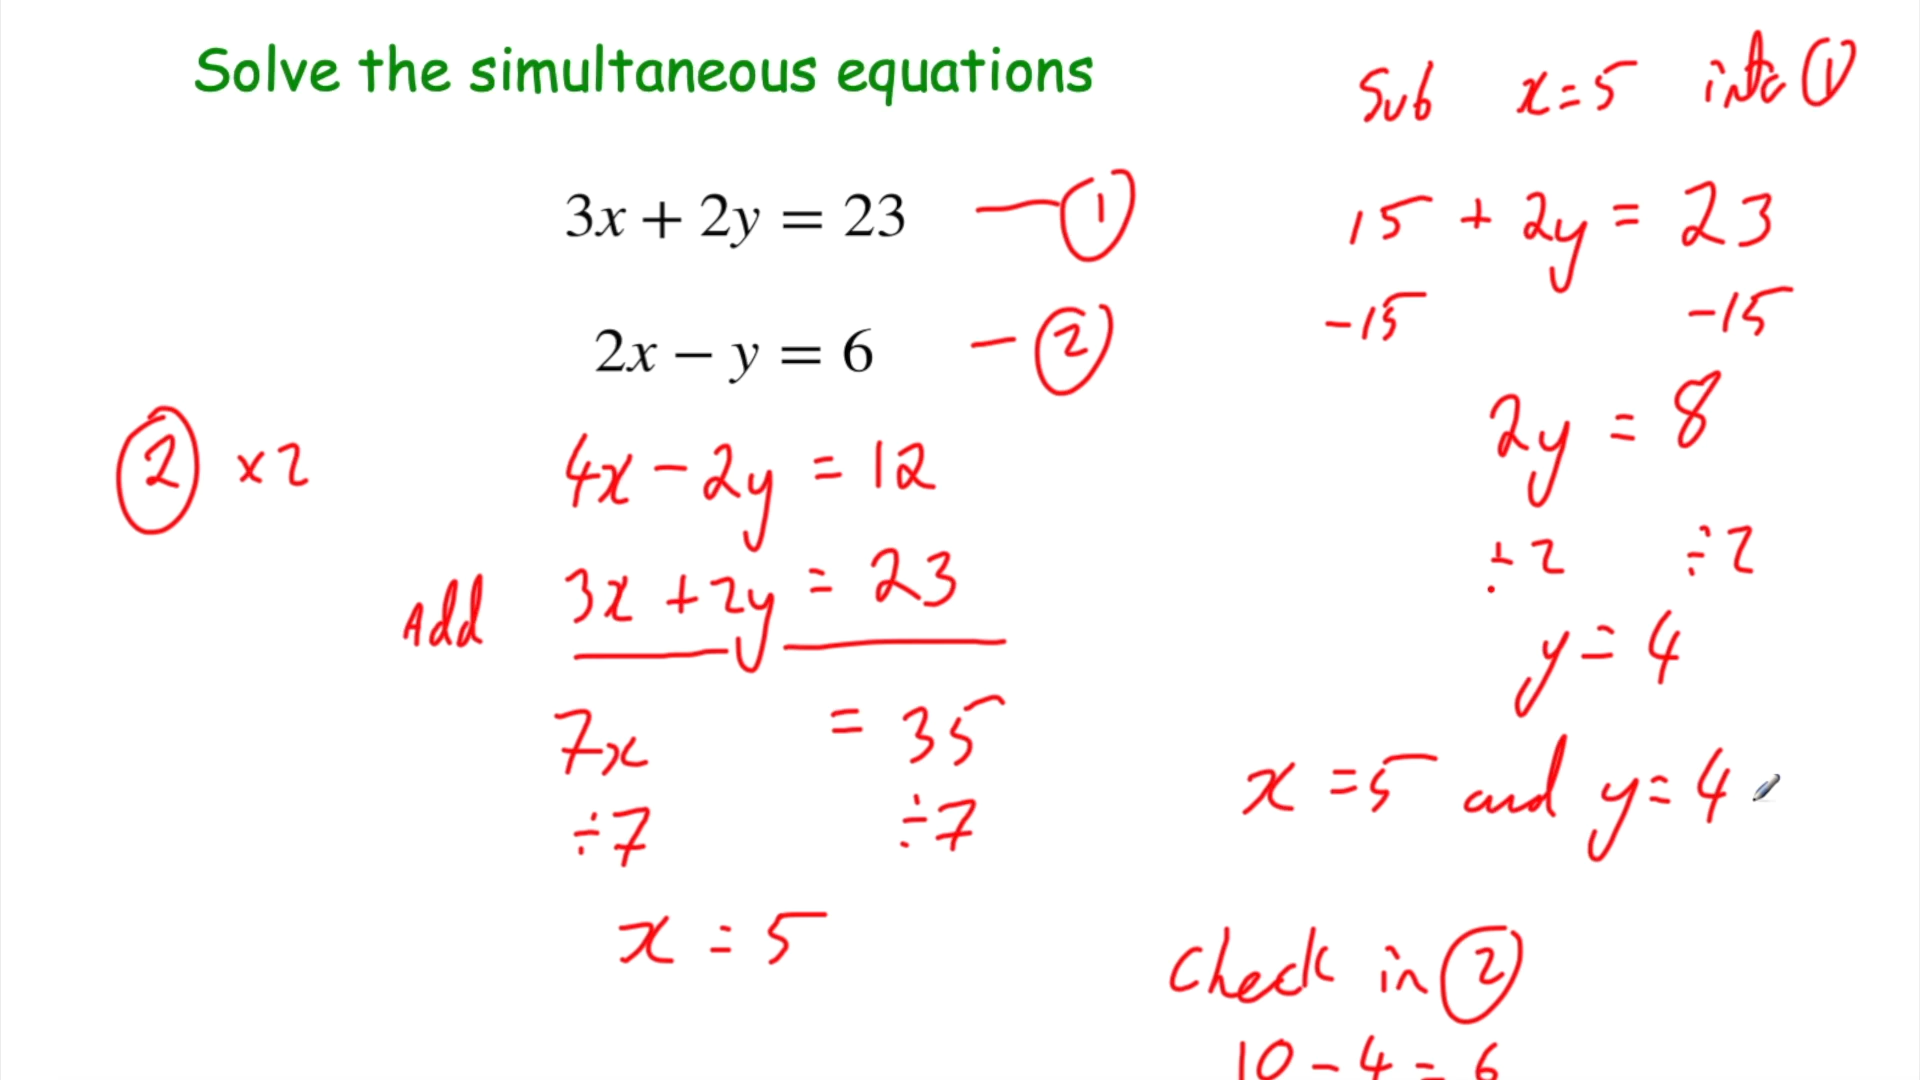 Solve the simultaneous equations
3x + 2y = 23 — ①
2x − y = 6 — ②
② ×2 4x − 2y = 12
Add 3x + 2y = 23
7x = 35
÷7 ÷7
x = 5
Sub x=5 into ①
15 + 2y = 23
−15 −15
2y = 8
÷2 ÷2
y = 4
x = 5 and y = 4
Check in ②
10 − 4 = 6